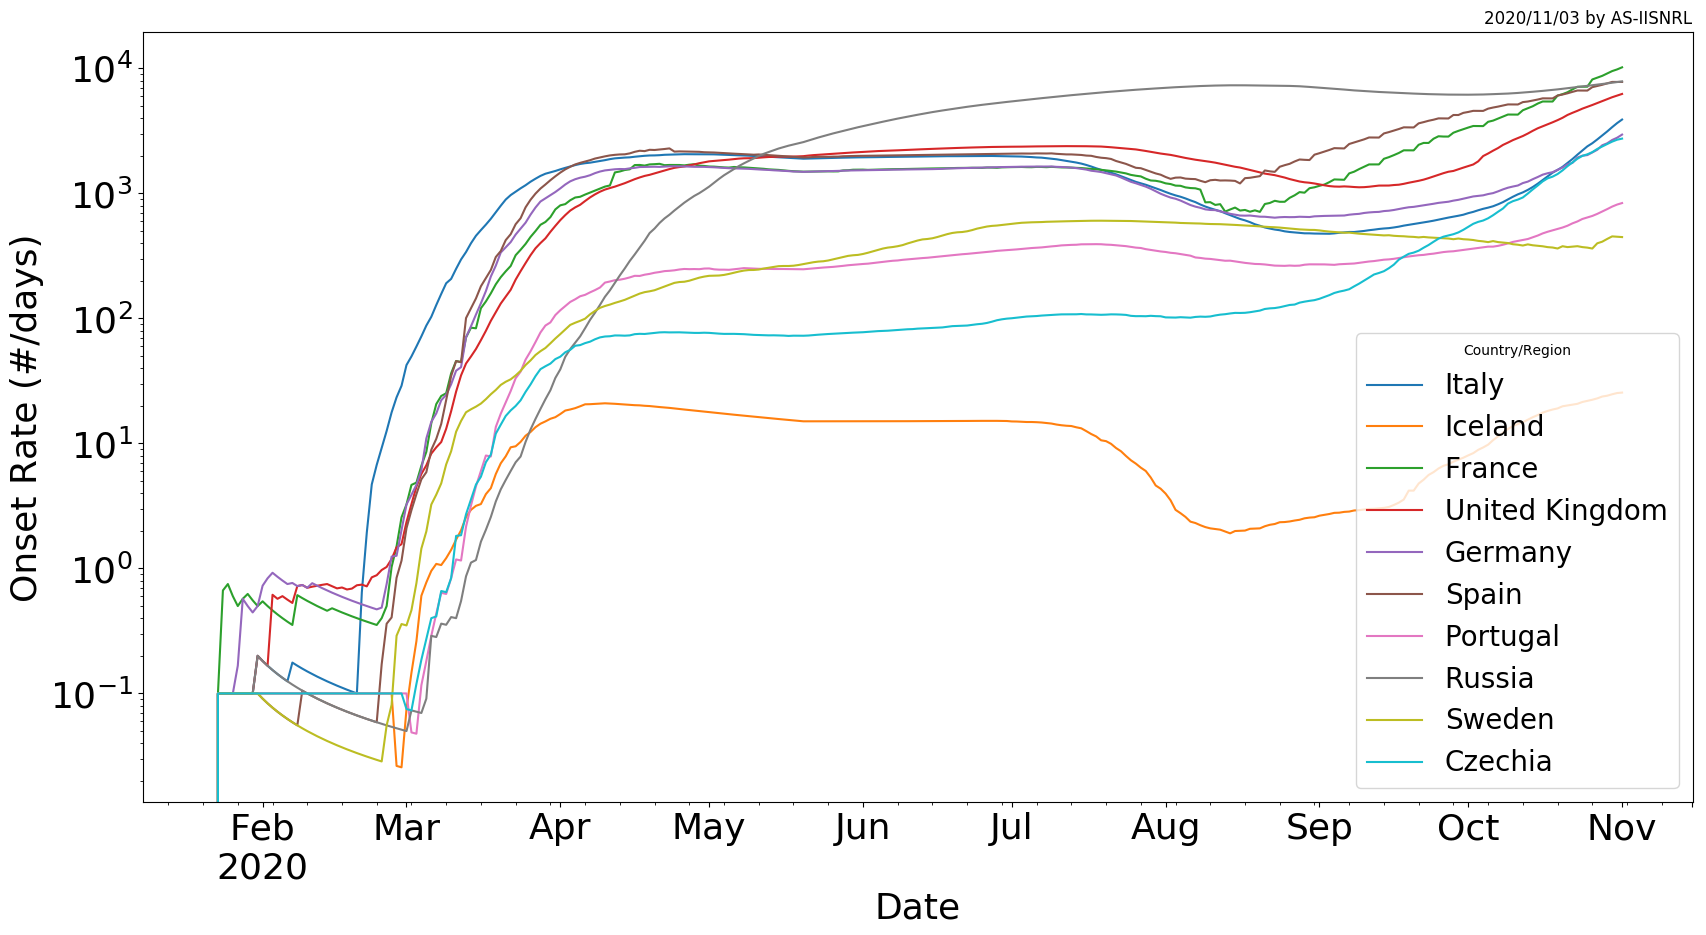 2020/11/03 by AS-IISNRL
Onset Rate (#/days)
10^4
10^3
10^2
10^1
10^0
10^−1
Country/Region
Italy
Iceland
France
United Kingdom
Germany
Spain
Portugal
Russia
Sweden
Czechia
Feb Mar Apr May Jun Jul Aug Sep Oct Nov
2020
Date